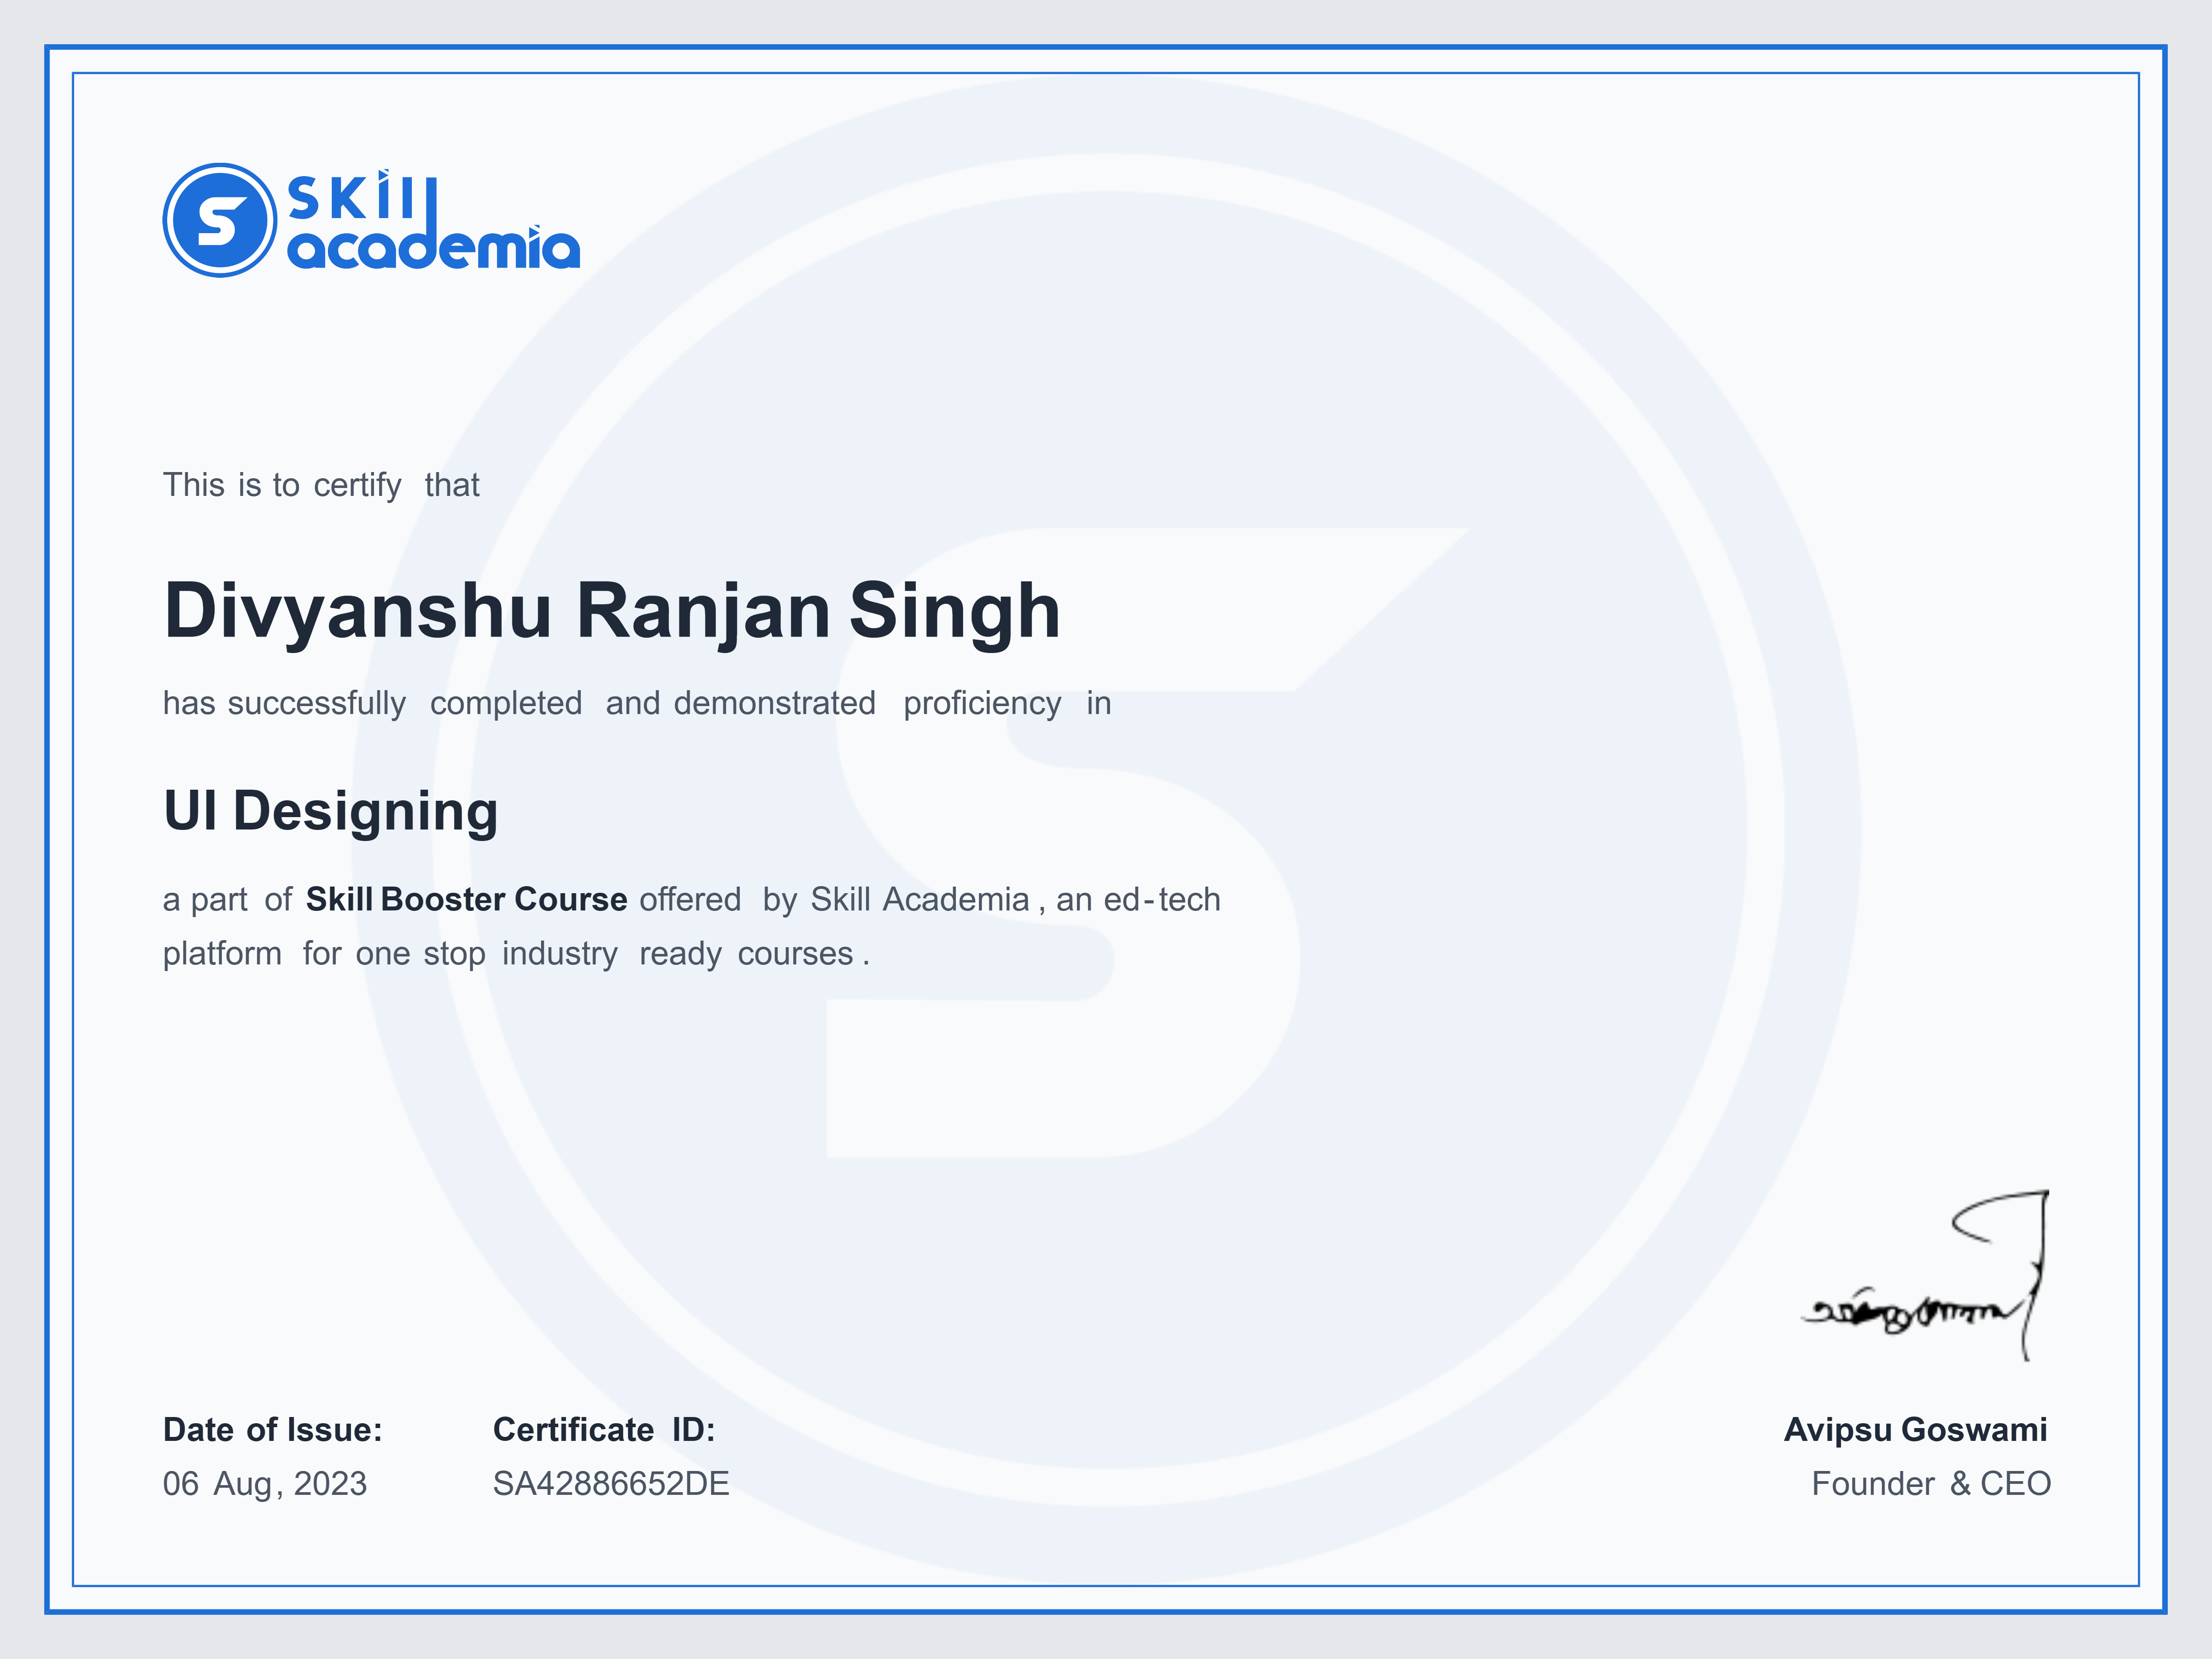 Skill
academia
This is to certify that
Divyanshu Ranjan Singh
has successfully completed and demonstrated proficiency in
UI Designing
a part of Skill Booster Course offered by Skill Academia, an ed-tech
platform for one stop industry ready courses.
Date of Issue:
06 Aug, 2023
Certificate ID:
SA42886652DE
Avipsu Goswami
Founder & CEO